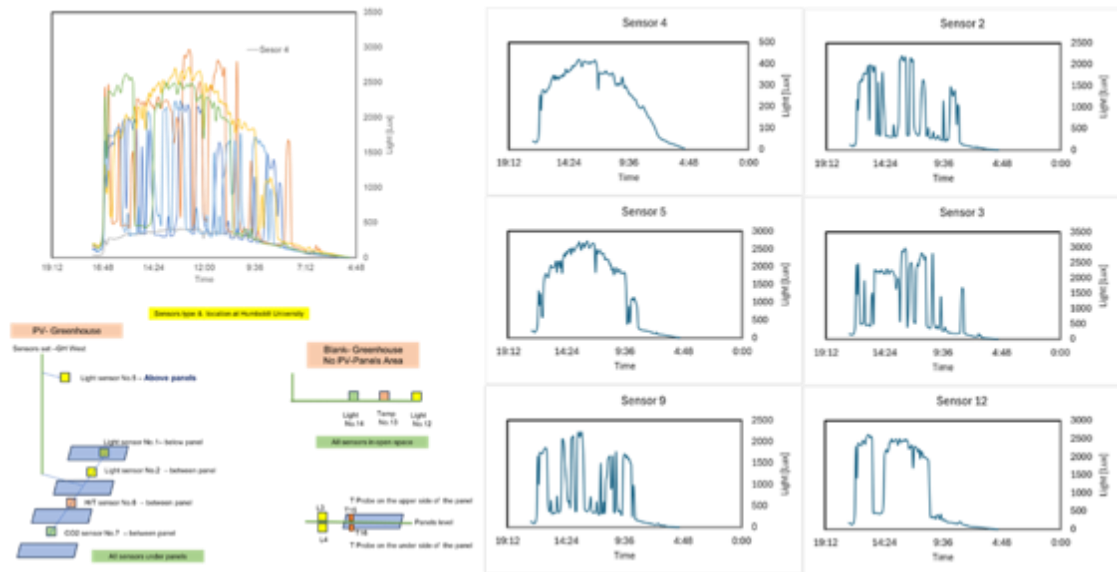 3500
3000
2500
2000
1500
1000
500
0
Light [Lux]
Sesor 4
19:12 16:48 14:24 12:00 9:36 7:12 4:48
Time
Sensors type & location at Humboldt University
PV- Greenhouse
Sensors set -GH West
Light sensor No.5 – Above panels
Light sensor No.1– below panel
Light sensor No.2 – between panel
H/T sensor No.6 – between panel
CO2 sensor No.7 – between panel
All sensors under panels
Blank- Greenhouse
No PV-Panels Area
Light Temp Light
No.14 No.13 No.12
All sensors in open space
T Probe on the upper side of the panel
L3
Panels level
L4
T Probe on the under side of the panel
Sensor 4
500
400
300
200
100
0
Light [Lux]
19:12 14:24 9:36 4:48 0:00
Time
Sensor 2
2500
2000
1500
1000
500
0
Light [Lux]
19:12 14:24 9:36 4:48 0:00
Time
Sensor 5
3000
2500
2000
1500
1000
500
0
Light [Lux]
19:12 14:24 9:36 4:48 0:00
Time
Sensor 3
3500
3000
2500
2000
1500
1000
500
0
Light [Lux]
19:12 14:24 9:36 4:48 0:00
Time
Sensor 9
2500
2000
1500
1000
500
0
Light [Lux]
19:12 14:24 9:36 4:48 0:00
Time
Sensor 12
3000
2500
2000
1500
1000
500
0
Light [Lux]
19:12 14:24 9:36 4:48 0:00
Time